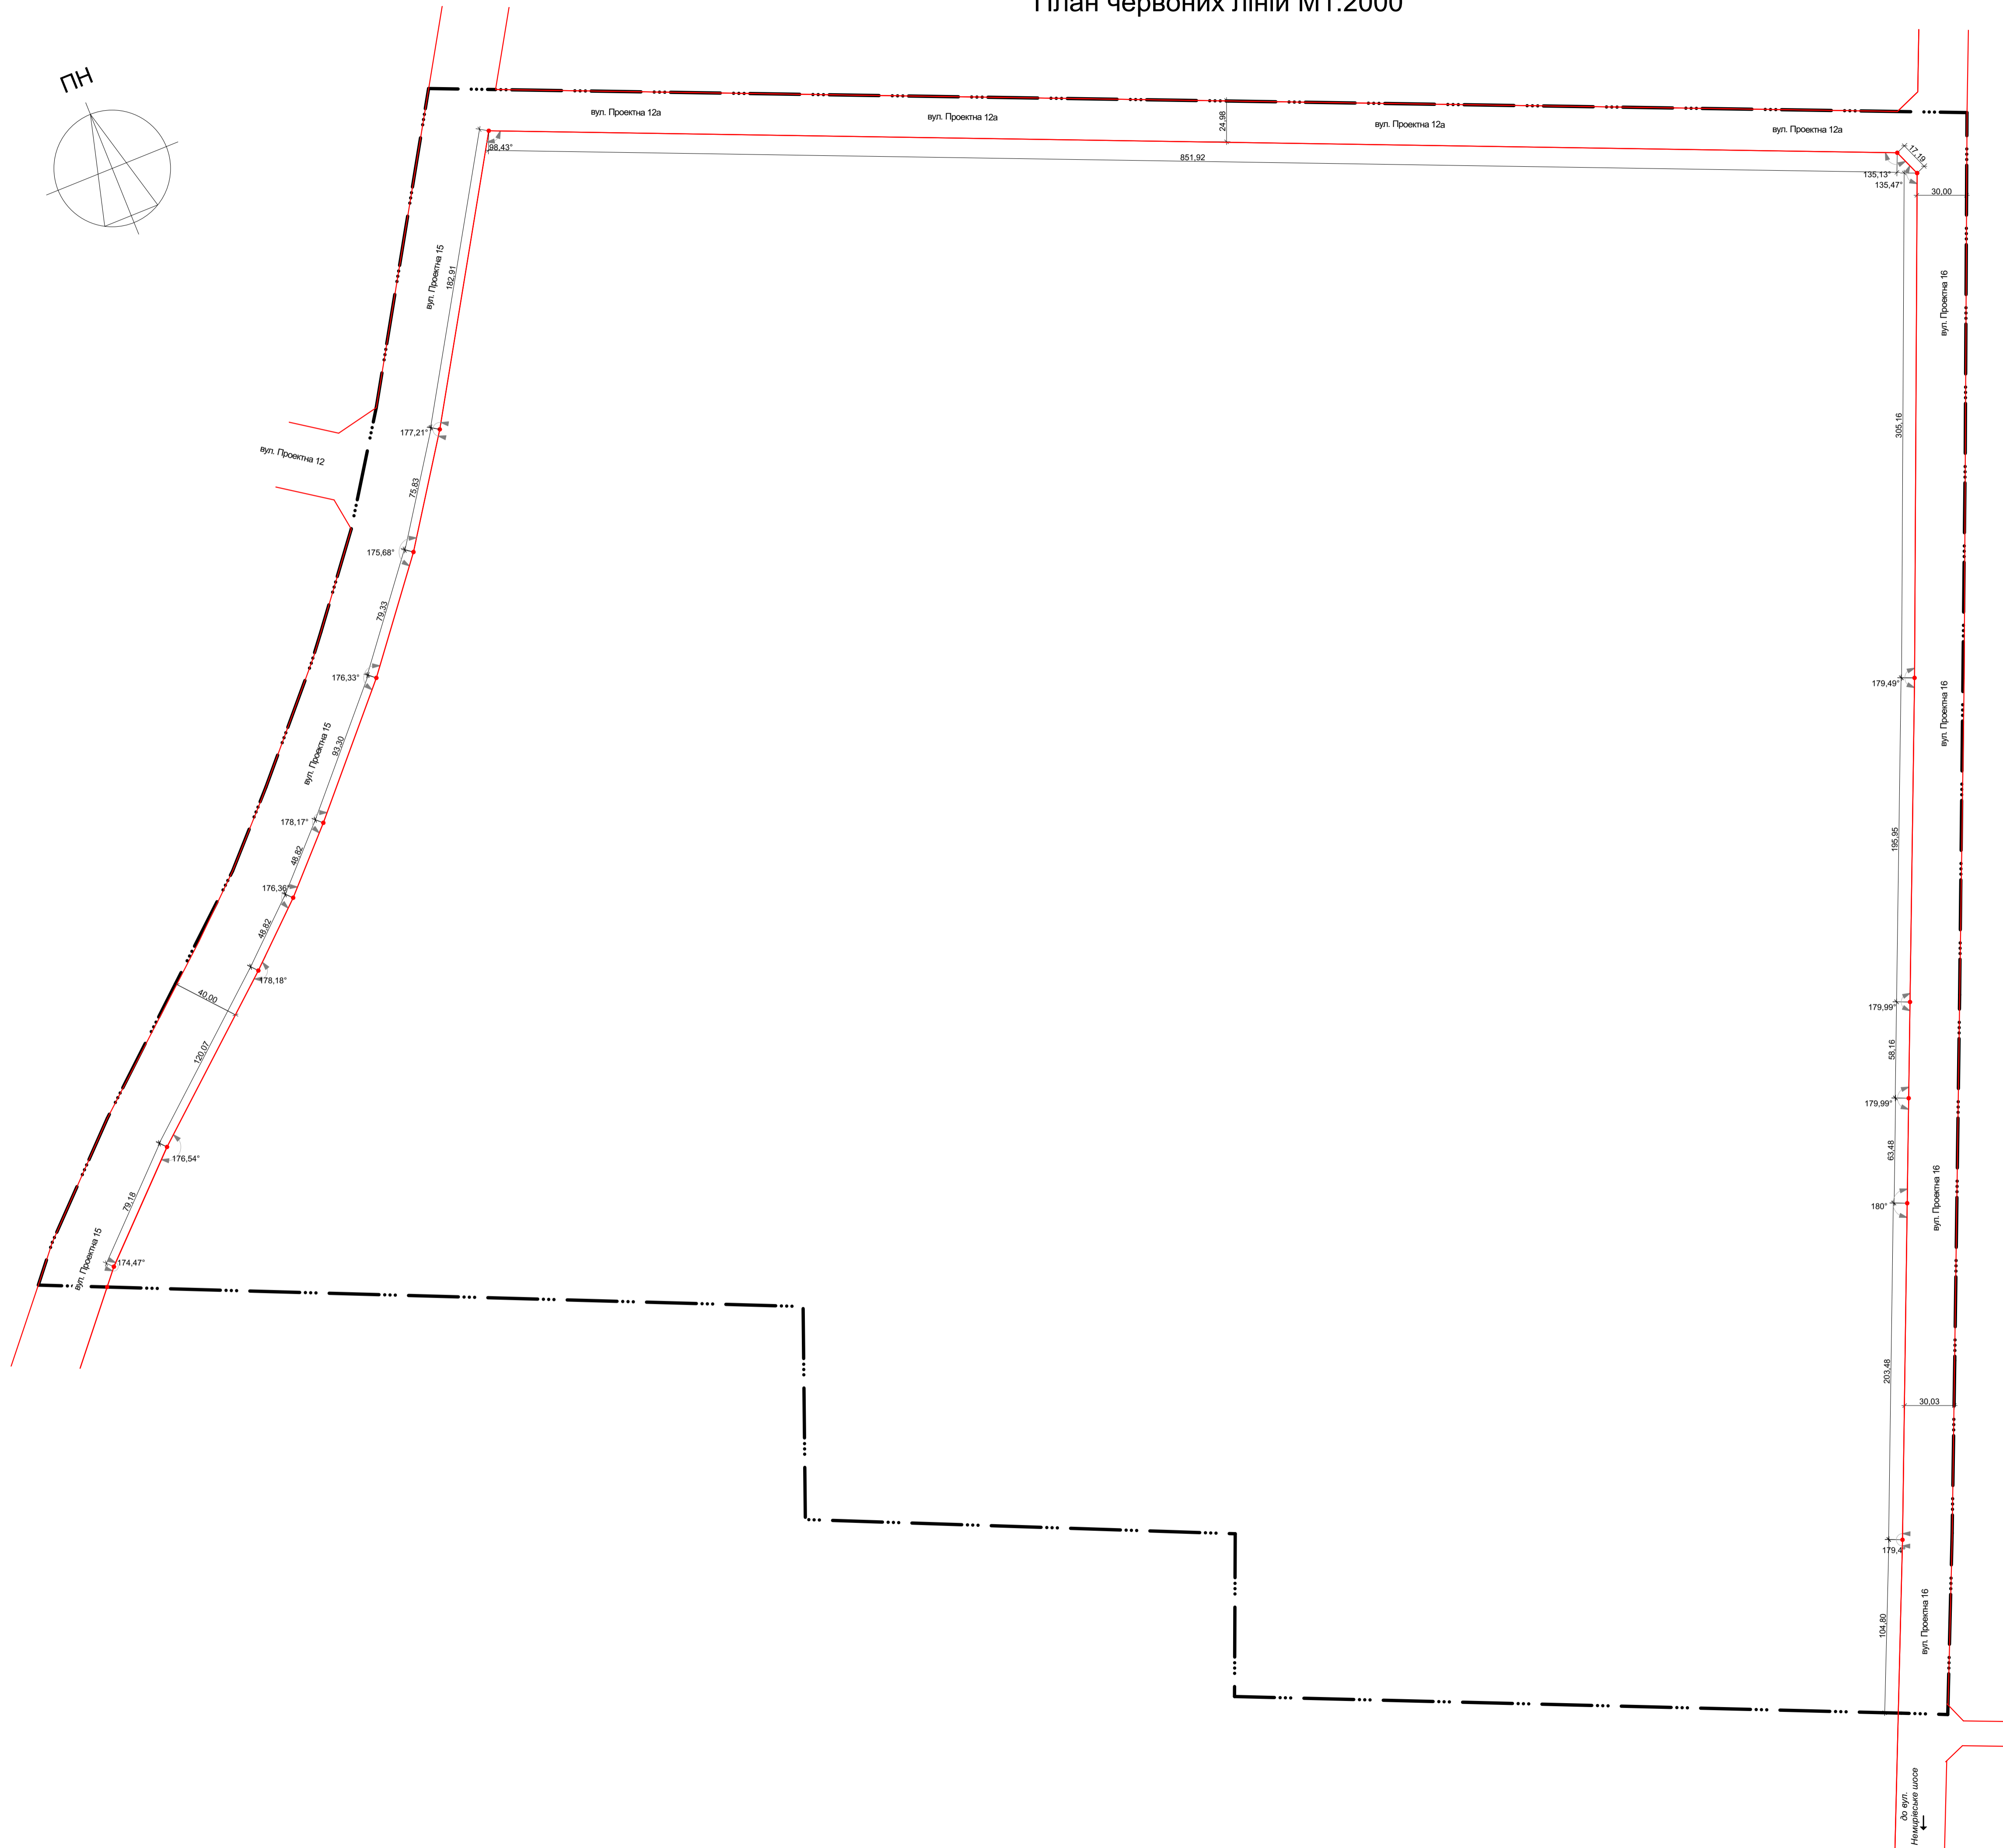 План червоних ліній М1:2000
ПН
вул. Проектна 12а
вул. Проектна 12а
вул. Проектна 12а
вул. Проектна 12а
24,98
98,43°
851,92
17,19
135,13°
135,47°
30,00
вул. Проектна 15
182,91
вул. Проектна 16
305,16
177,21°
вул. Проектна 12
75,83
175,68°
79,33
176,33°
179,49°
вул. Проектна 16
вул. Проектна 15
93,30
178,17°
195,95
48,82
176,36°
48,82
178,18°
40,00
179,99°
120,07
58,16
179,99°
63,48
176,54°
вул. Проектна 16
79,18
180°
вул. Проектна 15
174,47°
203,48
30,03
179,4
вул. Проектна 16
104,80
до вул.
Немирівське шосе